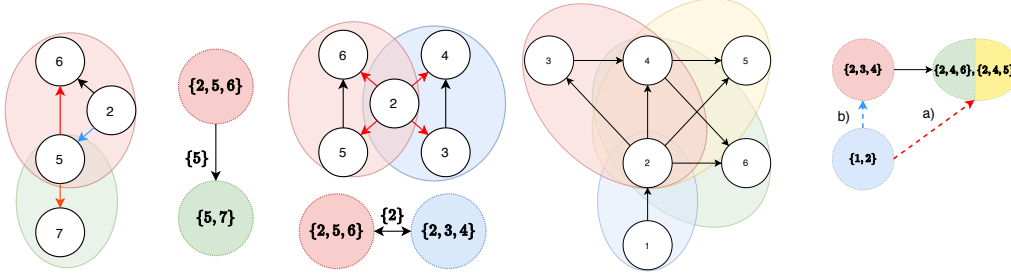 6
2
5
7
{2, 5, 6}
{5}
{5, 7}
6
4
2
5
3
{2, 5, 6}
{2}
{2, 3, 4}
3
4
5
2
6
1
{2, 3, 4}
{2, 4, 6}, {2, 4, 5}
b)
a)
{1, 2}